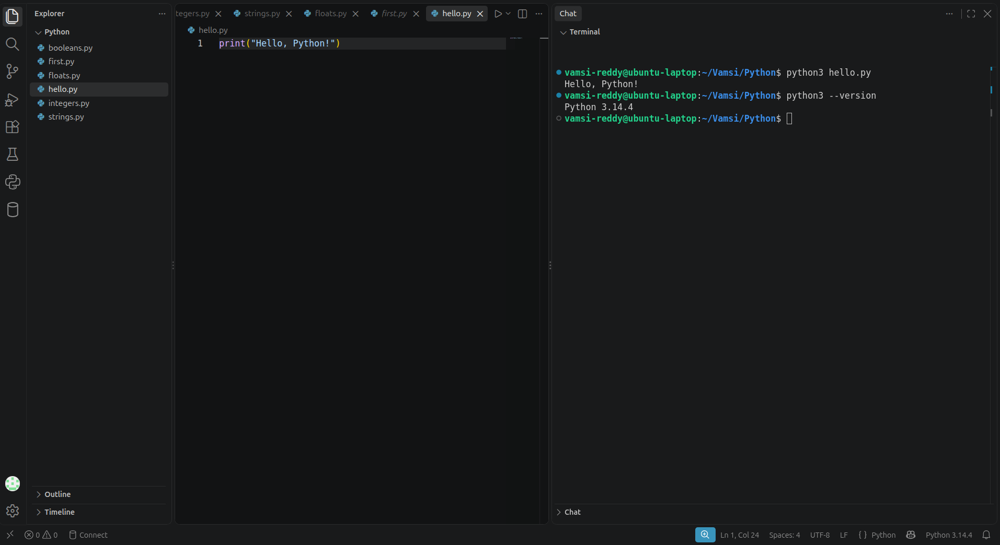 Explorer
Python
booleans.py
first.py
floats.py
hello.py
integers.py
strings.py
Outline
Timeline
tegers.py
strings.py
floats.py
first.py
hello.py
hello.py
1 print("Hello, Python!")
Chat
Terminal
vamsi-reddy@ubuntu-laptop:~/Vamsi/Python$ python3 hello.py
Hello, Python!
vamsi-reddy@ubuntu-laptop:~/Vamsi/Python$ python3 --version
Python 3.14.4
vamsi-reddy@ubuntu-laptop:~/Vamsi/Python$
Chat
0 0 Connect Ln 1, Col 24 Spaces: 4 UTF-8 LF { } Python Python 3.14.4